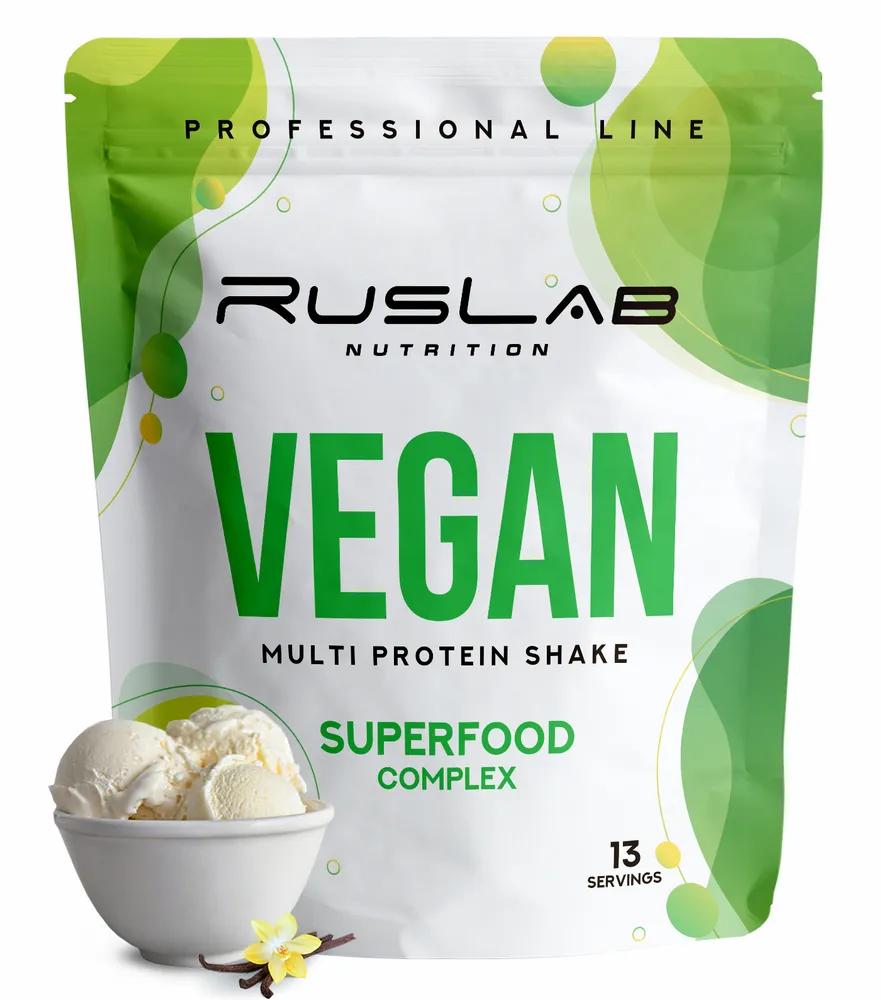 PROFESSIONAL LINE
RUSLAB
NUTRITION
VEGAN
MULTI PROTEIN SHAKE
SUPERFOOD
COMPLEX
13
SERVINGS